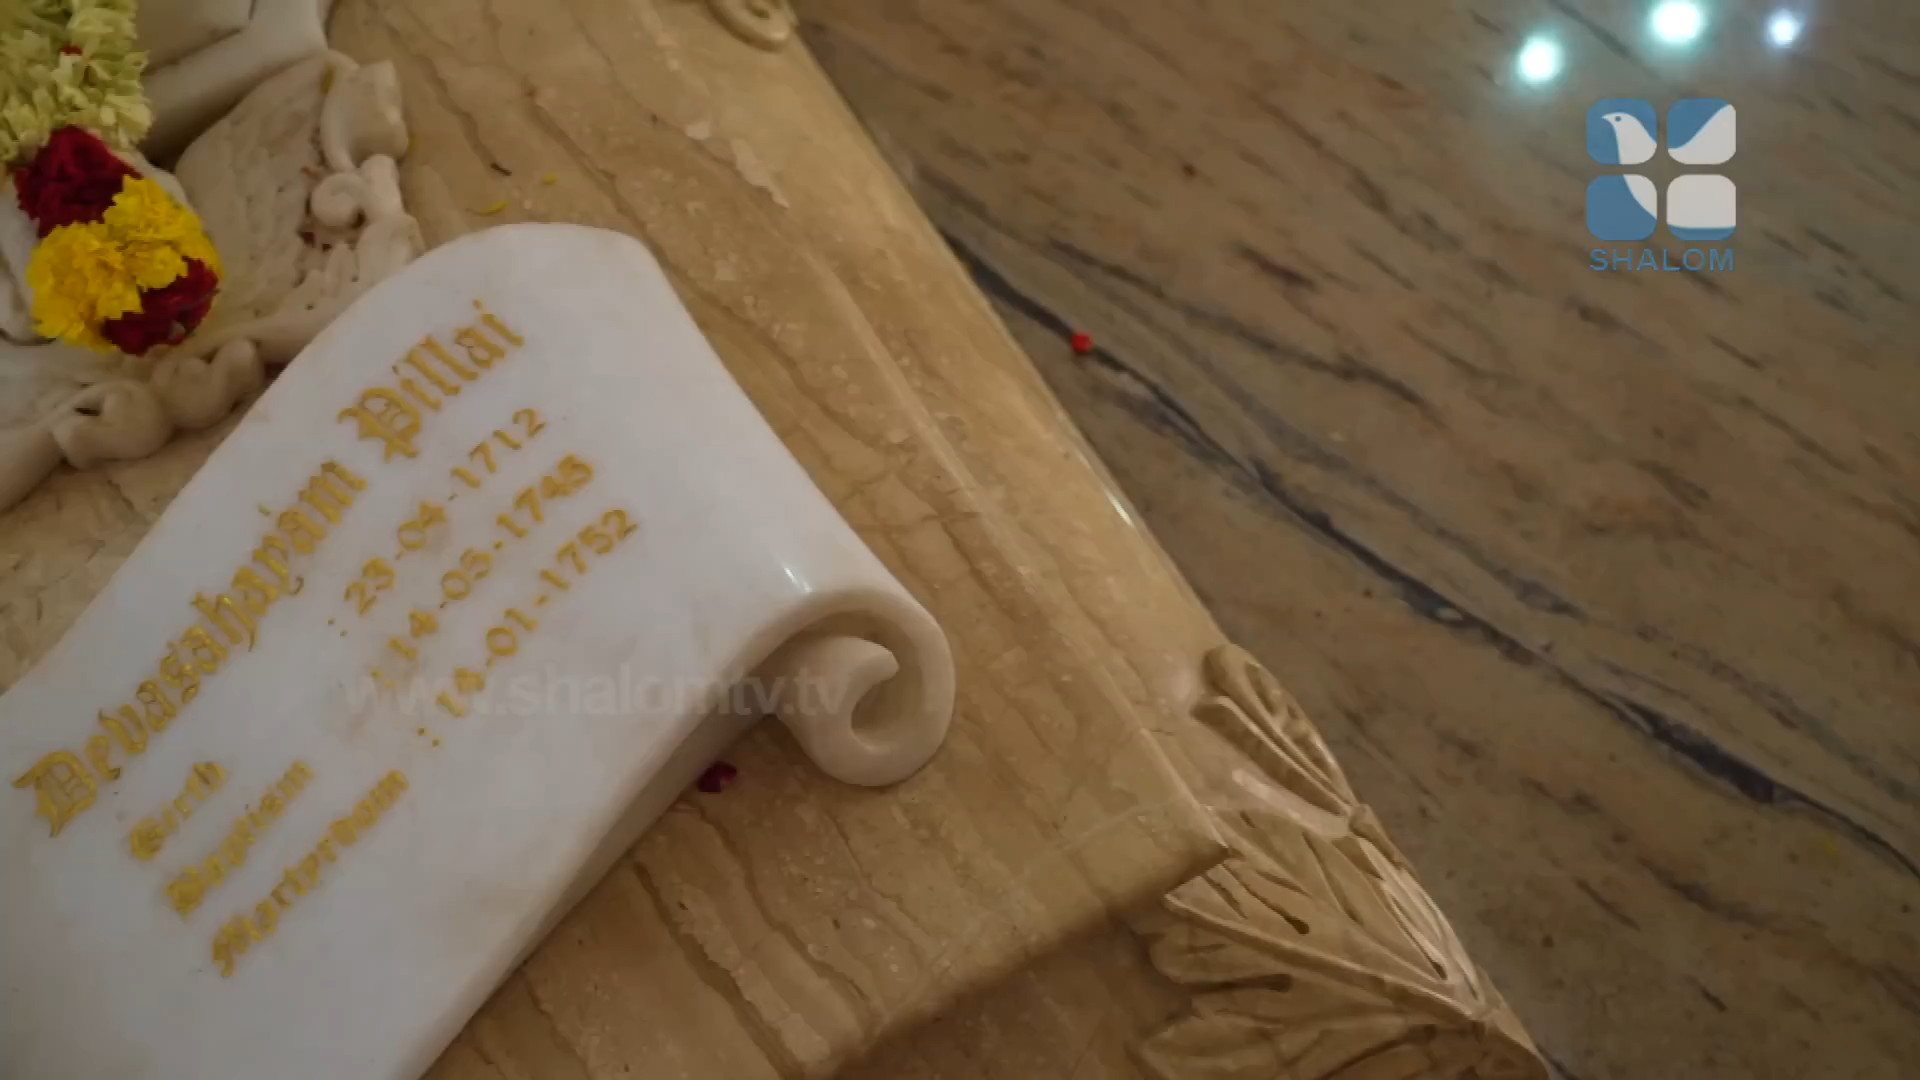 SHALOM
Devasahayam Pillai
Birth : 23-04-1712
Baptism : 14-05-1745
Martyrdom : 14-01-1752
www.shalomtv.tv